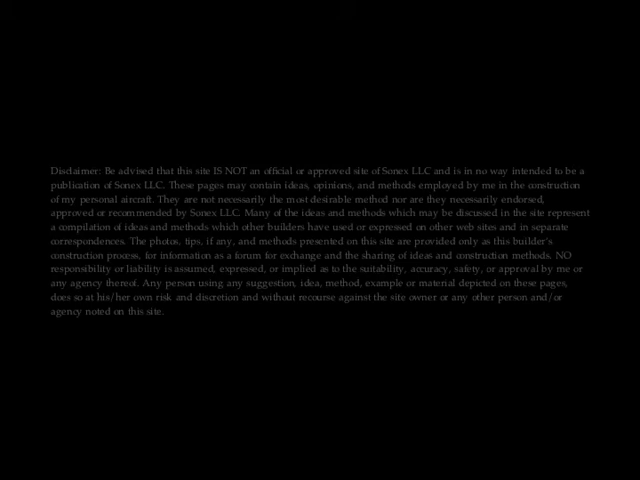 Disclaimer: Be advised that this site IS NOT an official or approved site of Sonex LLC and is in no way intended to be a
publication of Sonex LLC. These pages may contain ideas, opinions, and methods employed by me in the construction
of my personal aircraft. They are not necessarily the most desirable method nor are they necessarily endorsed,
approved or recommended by Sonex LLC. Many of the ideas and methods which may be discussed in the site represent
a compilation of ideas and methods which other builders have used or expressed on other web sites and in separate
correspondences. The photos, tips, if any, and methods presented on this site are provided only as this builder's
construction process, for information as a forum for exchange and the sharing of ideas and construction methods. NO
responsibility or liability is assumed, expressed, or implied as to the suitability, accuracy, safety, or approval by me or
any agency thereof. Any person using any suggestion, idea, method, example or material depicted on these pages,
does so at his/her own risk and discretion and without recourse against the site owner or any other person and/or
agency noted on this site.